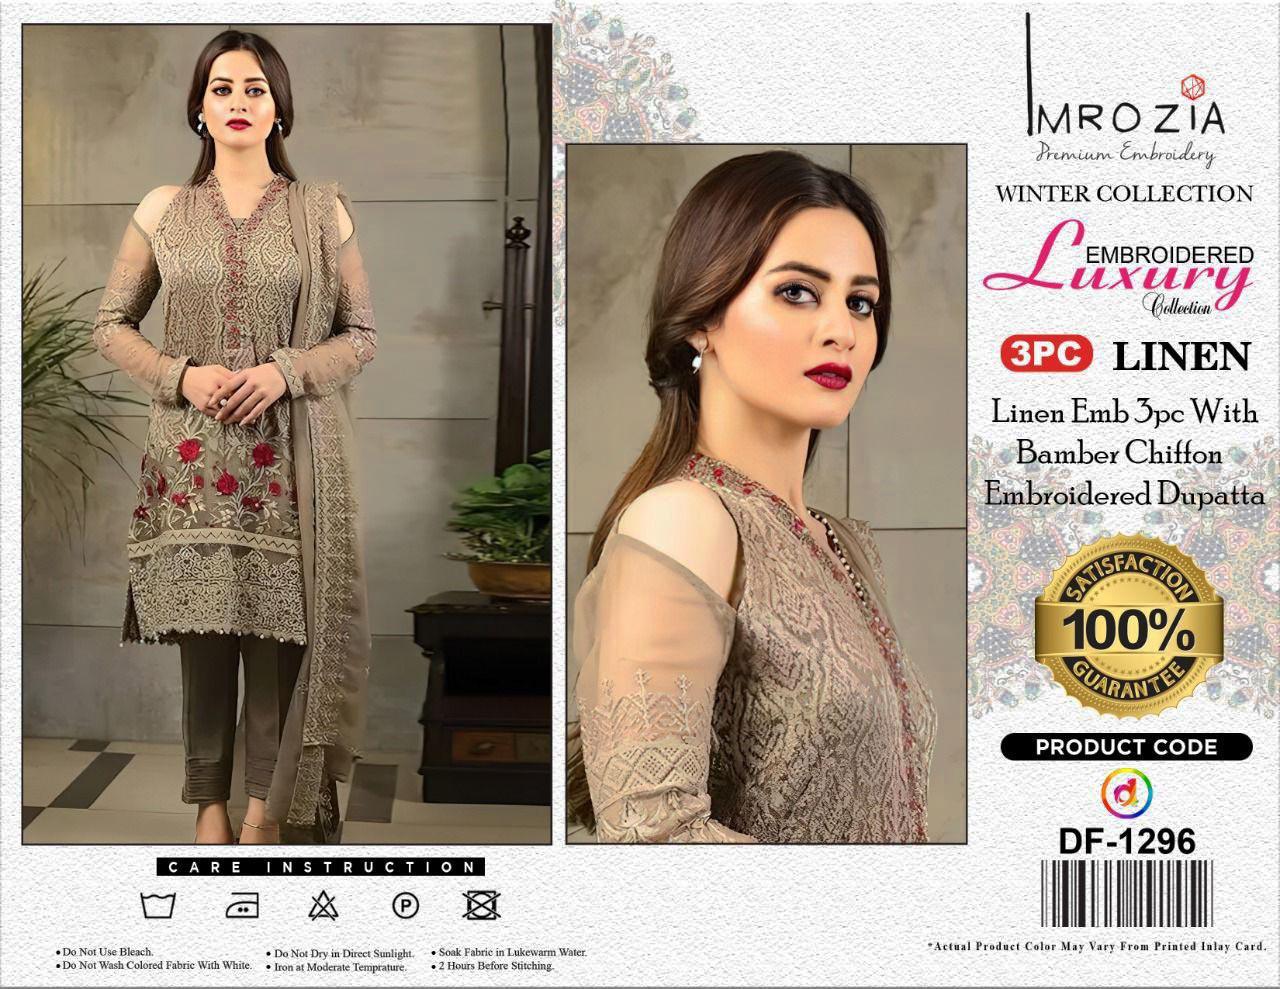 IMROZIA
Premium Embroidery
WINTER COLLECTION
EMBROIDERED
Luxury
Collection
3PC LINEN
Linen Emb 3pc With
Bamber Chiffon
Embroidered Dupatta
SATISFACTION
100%
GUARANTEE
PRODUCT CODE
DF-1296
*Actual Product Color May Vary From Printed Inlay Card.
CARE INSTRUCTION
P
• Do Not Use Bleach.
• Do Not Wash Colored Fabric With White.
• Do Not Dry in Direct Sunlight.
• Iron at Moderate Temprature.
• Soak Fabric in Lukewarm Water.
• 2 Hours Before Stitching.